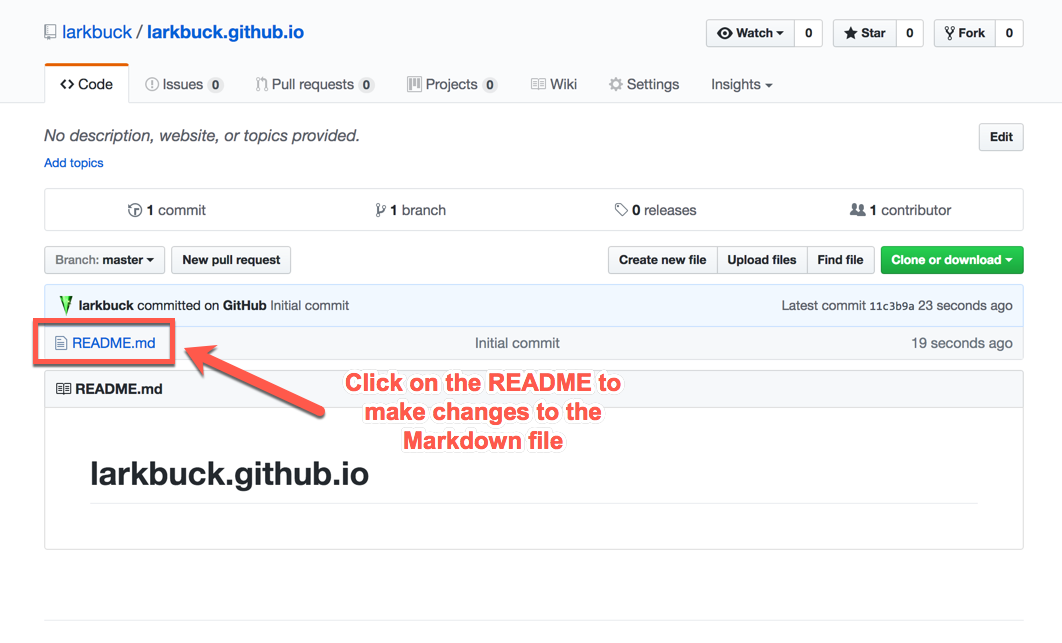 larkbuck / larkbuck.github.io
Watch 0 Star 0 Fork 0
Code Issues 0 Pull requests 0 Projects 0 Wiki Settings Insights
No description, website, or topics provided.
Edit
Add topics
1 commit 1 branch 0 releases 1 contributor
Branch: master New pull request Create new file Upload files Find file Clone or download
larkbuck committed on GitHub Initial commit Latest commit 11c3b9a 23 seconds ago
README.md Initial commit 19 seconds ago
README.md
Click on the README to
make changes to the
Markdown file
larkbuck.github.io